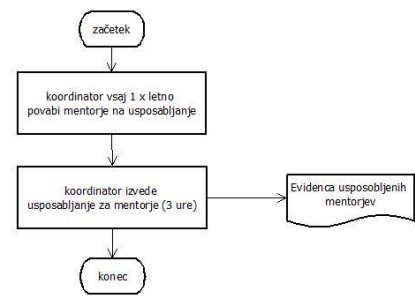 začetek
koordinator vsaj 1 x letno
povabi mentorje na usposabljanje
koordinator izvede
usposabljanje za mentorje (3 ure)
Evidenca usposobljenih
mentorjev
konec